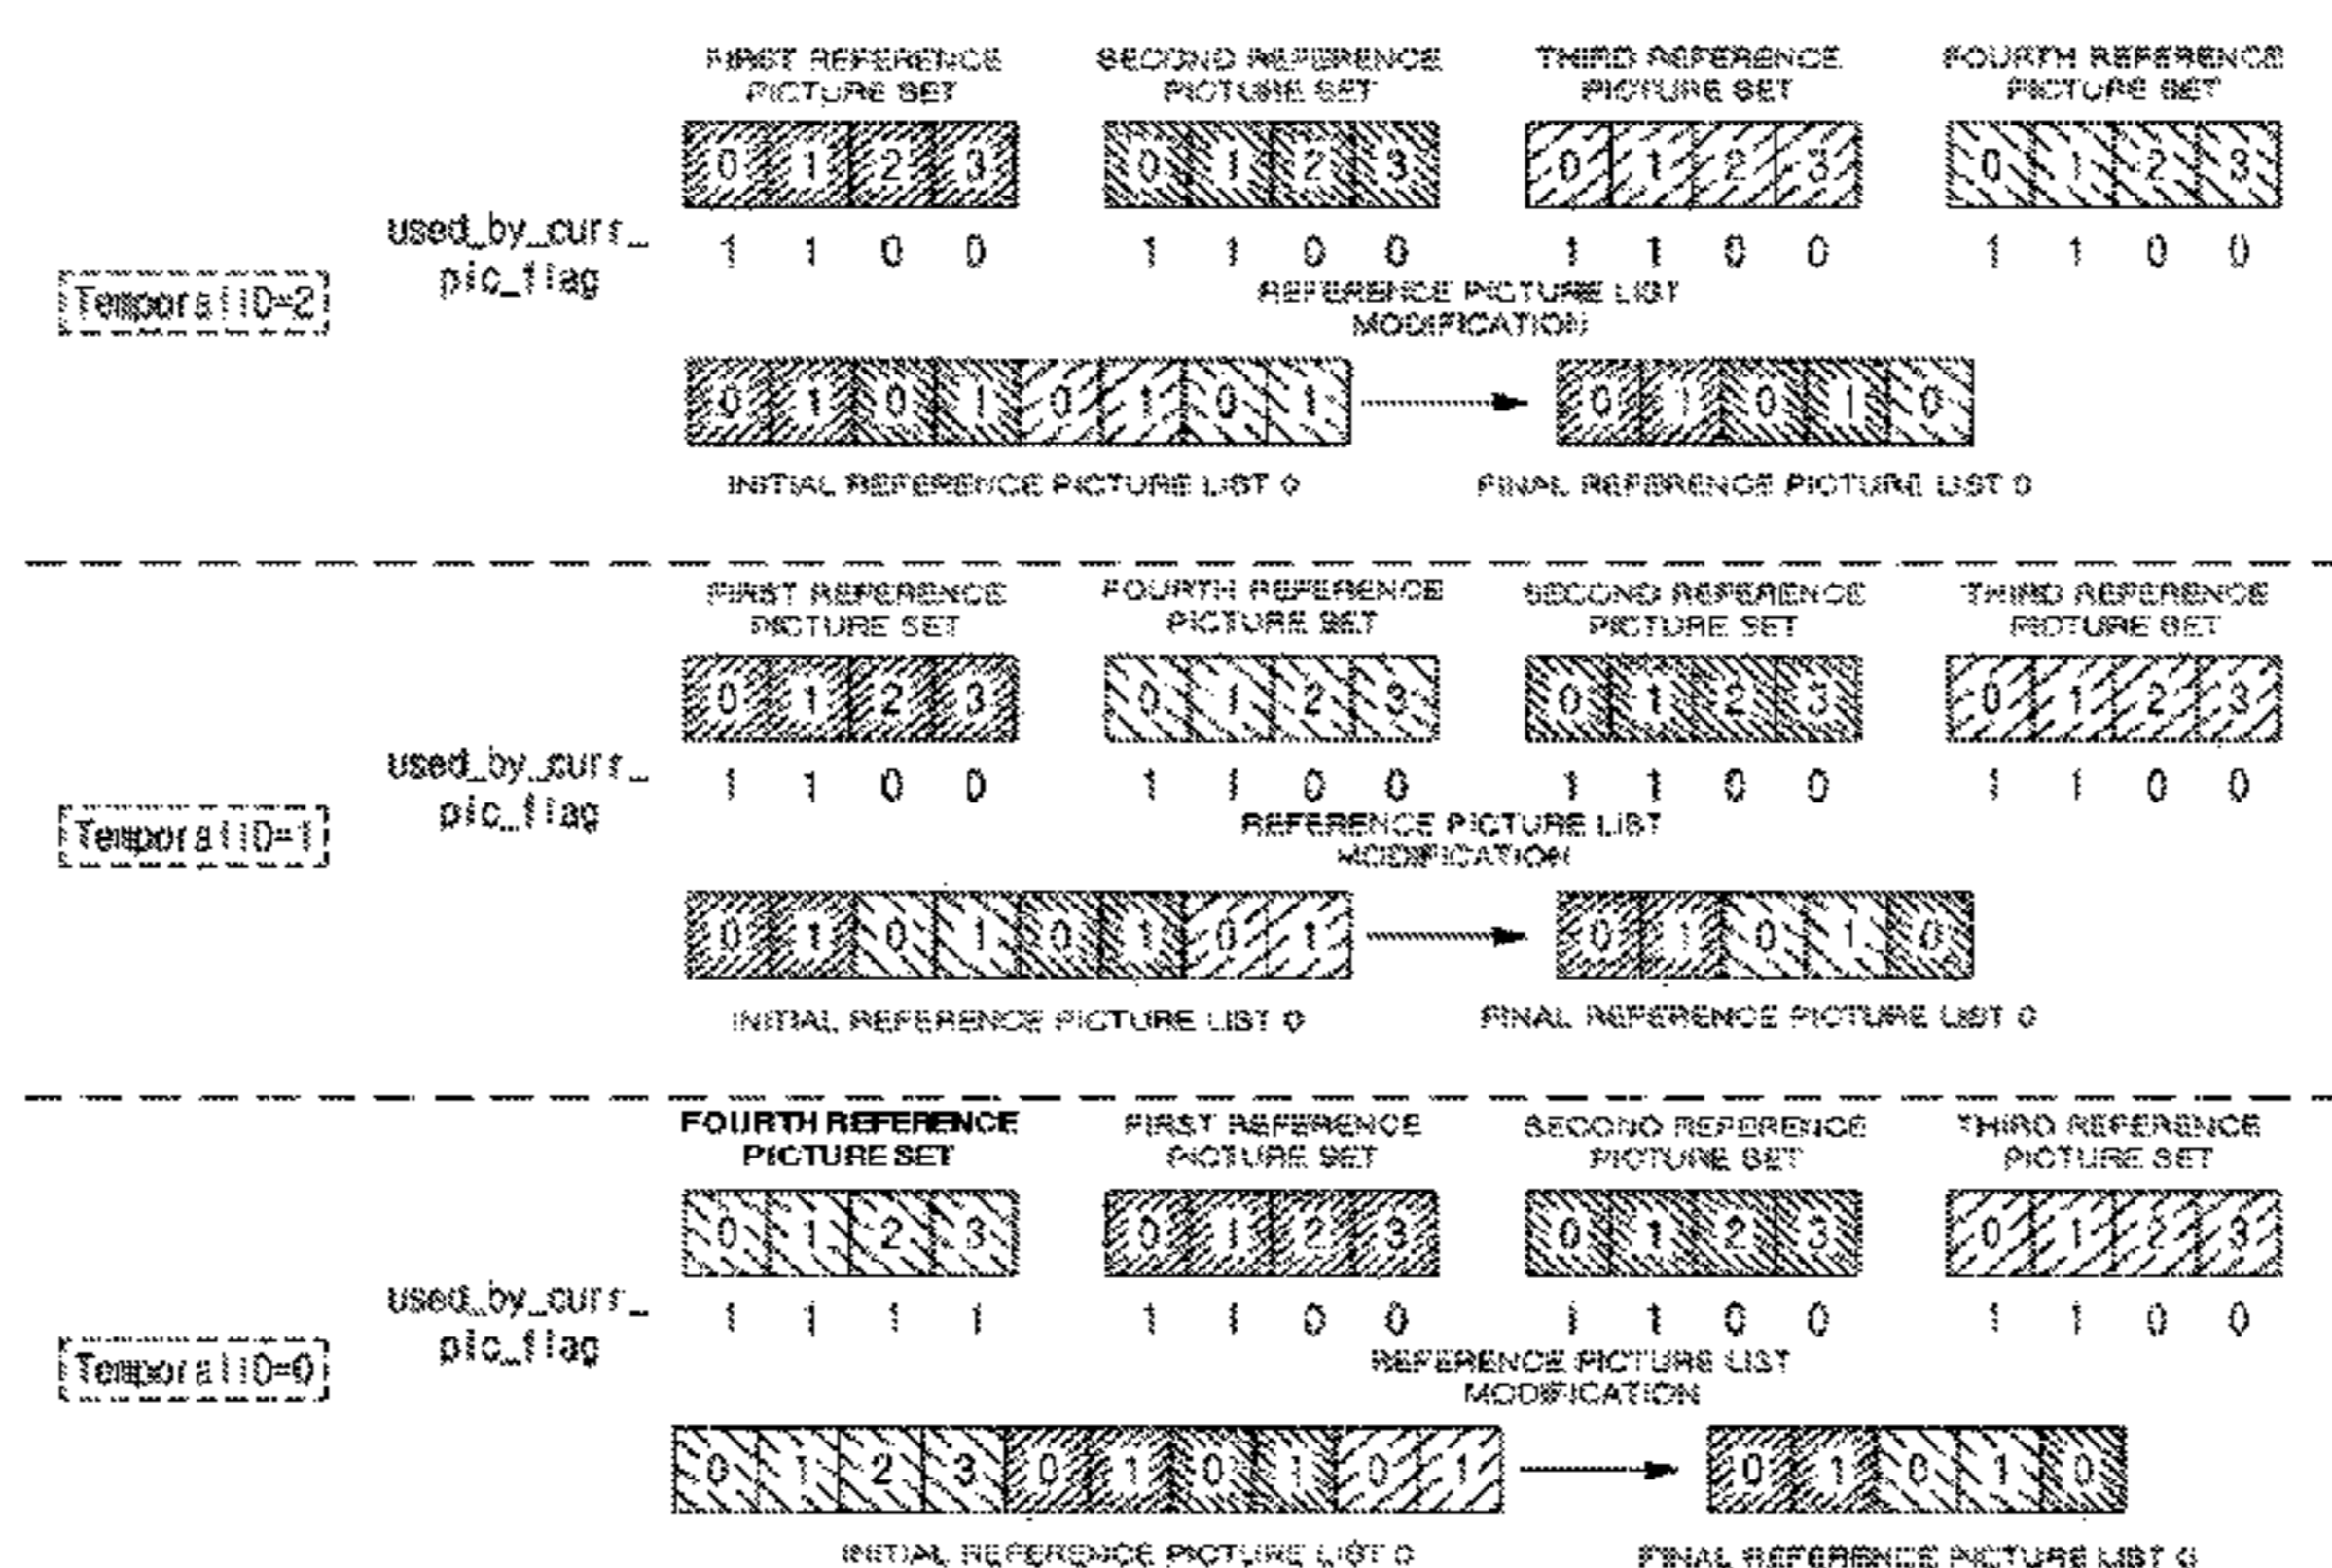 FIRST REFERENCE PICTURE SET
SECOND REFERENCE PICTURE SET
THIRD REFERENCE PICTURE SET
FOURTH REFERENCE PICTURE SET
0 1 2 3 0 1 2 3 0 1 2 3 0 1 2 3
used_by_curr_
pic_flag
1 1 0 0 1 1 0 0 1 1 0 0 1 1 0 0
TemporalID=2
REFERENCE PICTURE LIST
MODIFICATION
0 1 0 1 0 1 0 1 0 1 0 1 0
INITIAL REFERENCE PICTURE LIST 0
FINAL REFERENCE PICTURE LIST 0
FIRST REFERENCE PICTURE SET
FOURTH REFERENCE PICTURE SET
SECOND REFERENCE PICTURE SET
THIRD REFERENCE PICTURE SET
0 1 2 3 0 1 2 3 0 1 2 3 0 1 2 3
used_by_curr_
pic_flag
1 1 0 0 1 1 0 0 1 1 0 0 1 1 0 0
TemporalID=1
REFERENCE PICTURE LIST
MODIFICATION
0 1 0 1 0 1 0 1 0 1 0 1 0
INITIAL REFERENCE PICTURE LIST 0
FINAL REFERENCE PICTURE LIST 0
FOURTH REFERENCE PICTURE SET
FIRST REFERENCE PICTURE SET
SECOND REFERENCE PICTURE SET
THIRD REFERENCE PICTURE SET
0 1 2 3 0 1 2 3 0 1 2 3 0 1 2 3
used_by_curr_
pic_flag
1 1 1 1 1 1 0 0 1 1 0 0 1 1 0 0
TemporalID=0
REFERENCE PICTURE LIST
MODIFICATION
0 1 2 3 0 1 0 1 0 1 0 1 0 1 0
INITIAL REFERENCE PICTURE LIST 0
FINAL REFERENCE PICTURE LIST 0